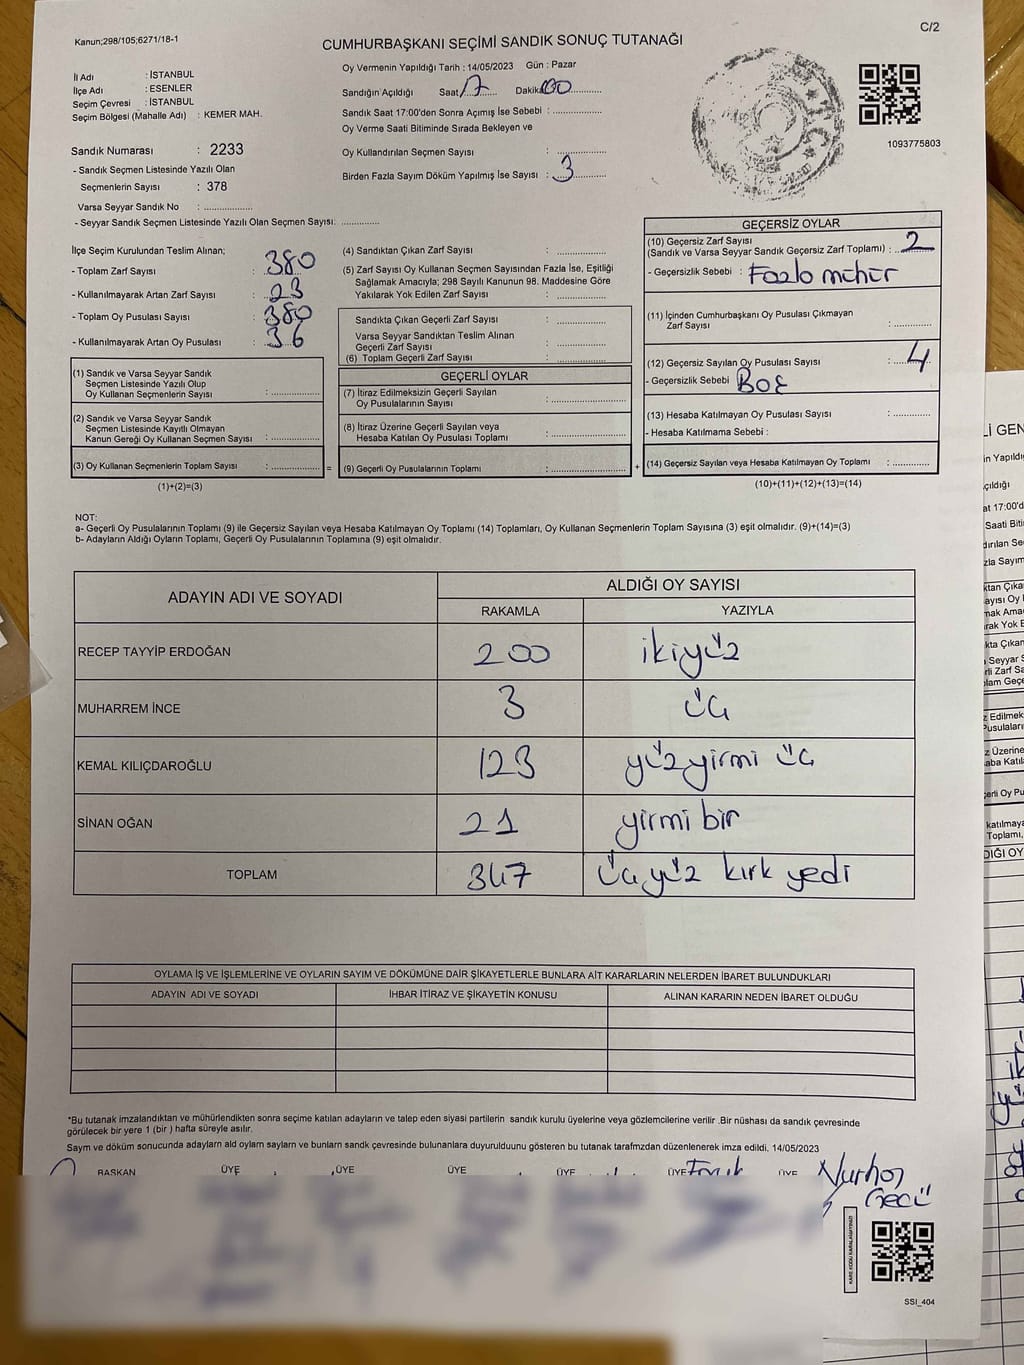 Kanun;298/105;6271/18-1
C/2
CUMHURBAŞKANI SEÇİMİ SANDIK SONUÇ TUTANAĞI
İl Adı : İSTANBUL
İlçe Adı : ESENLER
Seçim Çevresi : İSTANBUL
Seçim Bölgesi (Mahalle Adı) : KEMER MAH.
Sandık Numarası : 2233
- Sandık Seçmen Listesinde Yazılı Olan
Seçmenlerin Sayısı : 378
Varsa Seyyar Sandık No : ....................
- Seyyar Sandık Seçmen Listesinde Yazılı Olan Seçmen Sayısı: ...............
Oy Vermenin Yapıldığı Tarih : 14/05/2023 Gün : Pazar
Sandığın Açıldığı Saat 17 Dakika 00
Sandık Saat 17:00'den Sonra Açımış İse Sebebi : ....................
Oy Verme Saati Bitiminde Sırada Bekleyen ve
Oy Kullandırılan Seçmen Sayısı : ....................
Birden Fazla Sayım Döküm Yapılmış İse Sayısı : 3
1093775803
İlçe Seçim Kurulundan Teslim Alınan;
- Toplam Zarf Sayısı : 380
- Kullanılmayarak Artan Zarf Sayısı : 23
- Toplam Oy Pusulası Sayısı : 380
- Kullanılmayarak Artan Oy Pusulası : 36
(1) Sandık ve Varsa Seyyar Sandık
Seçmen Listesinde Yazılı Olup
Oy Kullanan Seçmenlerin Sayısı : ....................
(2) Sandık ve Varsa Seyyar Sandık
Seçmen Listesinde Kayıtlı Olmayan
Kanun Gereği Oy Kullanan Seçmen Sayısı : ....................
(3) Oy Kullanan Seçmenlerin Toplam Sayısı : .................... =
(1)+(2)=(3)
(4) Sandıktan Çıkan Zarf Sayısı : ....................
(5) Zarf Sayısı Oy Kullanan Seçmen Sayısından Fazla İse, Eşitliği
Sağlamak Amacıyla; 298 Sayılı Kanunun 98. Maddesine Göre
Yakılarak Yok Edilen Zarf Sayısı : ....................
Sandıkta Çıkan Geçerli Zarf Sayısı : ....................
Varsa Seyyar Sandıktan Teslim Alınan
Geçerli Zarf Sayısı : ....................
(6) Toplam Geçerli Zarf Sayısı : ....................
GEÇERLİ OYLAR
(7) İtiraz Edilmeksizin Geçerli Sayılan
Oy Pusulalarının Sayısı : ....................
(8) İtiraz Üzerine Geçerli Sayılan veya
Hesaba Katılan Oy Pusulası Toplamı : ....................
(9) Geçerli Oy Pusulalarının Toplamı : .................... +
GEÇERSİZ OYLAR
(10) Geçersiz Zarf Sayısı
(Sandık ve Varsa Seyyar Sandık Geçersiz Zarf Toplamı) : 2
- Geçersizlik Sebebi : Fazla mühür
(11) İçinden Cumhurbaşkanı Oy Pusulası Çıkmayan
Zarf Sayısı : ..............
(12) Geçersiz Sayılan Oy Pusulası Sayısı : 4
- Geçersizlik Sebebi BOŞ
(13) Hesaba Katılmayan Oy Pusulası Sayısı : ..............
- Hesaba Katılmama Sebebi :
(14) Geçersiz Sayılan veya Hesaba Katılmayan Oy Toplamı : ..............
(10)+(11)+(12)+(13)=(14)
NOT:
a- Geçerli Oy Pusulalarının Toplamı (9) ile Geçersiz Sayılan veya Hesaba Katılmayan Oy Toplamı (14) Toplamları, Oy Kullanan Seçmenlerin Toplam Sayısına (3) eşit olmalıdır. (9)+(14)=(3)
b- Adayların Aldığı Oyların Toplamı, Geçerli Oy Pusulalarının Toplamına (9) eşit olmalıdır.
ADAYIN ADI VE SOYADI
ALDIĞI OY SAYISI
RAKAMLA YAZIYLA
RECEP TAYYİP ERDOĞAN 200 ikiyüz
MUHARREM İNCE 3 üç
KEMAL KILIÇDAROĞLU 123 yüzyirmi üç
SİNAN OĞAN 21 yirmi bir
TOPLAM 347 üçyüz kırk yedi
OYLAMA İŞ VE İŞLEMLERİNE VE OYLARIN SAYIM VE DÖKÜMÜNE DAİR ŞİKAYETLERLE BUNLARA AİT KARARLARIN NELERDEN İBARET BULUNDUKLARI
ADAYIN ADI VE SOYADI İHBAR İTİRAZ VE ŞİKAYETİN KONUSU ALINAN KARARIN NEDEN İBARET OLDUĞU
*Bu tutanak imzalandıktan ve mühürlendikten sonra seçime katılan adayların ve talep eden siyasi partilerin sandık kurulu üyelerine veya gözlemcilerine verilir .Bir nüshası da sandık çevresinde
görülecek bir yere 1 (bir ) hafta süreyle asılır.
Saym ve döküm sonucunda adayların ald oylarn saylarn ve bunlarn sandk çevresinde bulunanlara duyurulduunu gösteren bu tutanak tarafmzdan düzenlenerek imza edildi. 14/05/2023
BAŞKAN ÜYE ÜYE ÜYE ÜYE ÜYE ÜYE
SSI_404